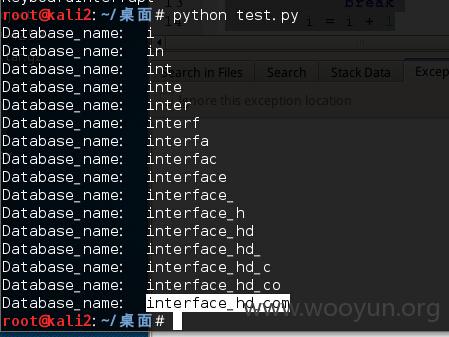 KeyboardInterrupt
root@kali2:~/桌面# python test.py
Database_name: i
Database_name: in
Database_name: int
Database_name: inte
Database_name: inter
Database_name: interf
Database_name: interfa
Database_name: interfac
Database_name: interface
Database_name: interface_
Database_name: interface_h
Database_name: interface_hd
Database_name: interface_hd_
Database_name: interface_hd_c
Database_name: interface_hd_co
Database_name: interface_hd_com
root@kali2:~/桌面#
13
14
break
i = i + 1
Search in Files
Search
Stack Data
Excep
ore this exception location
www.wooyun.org